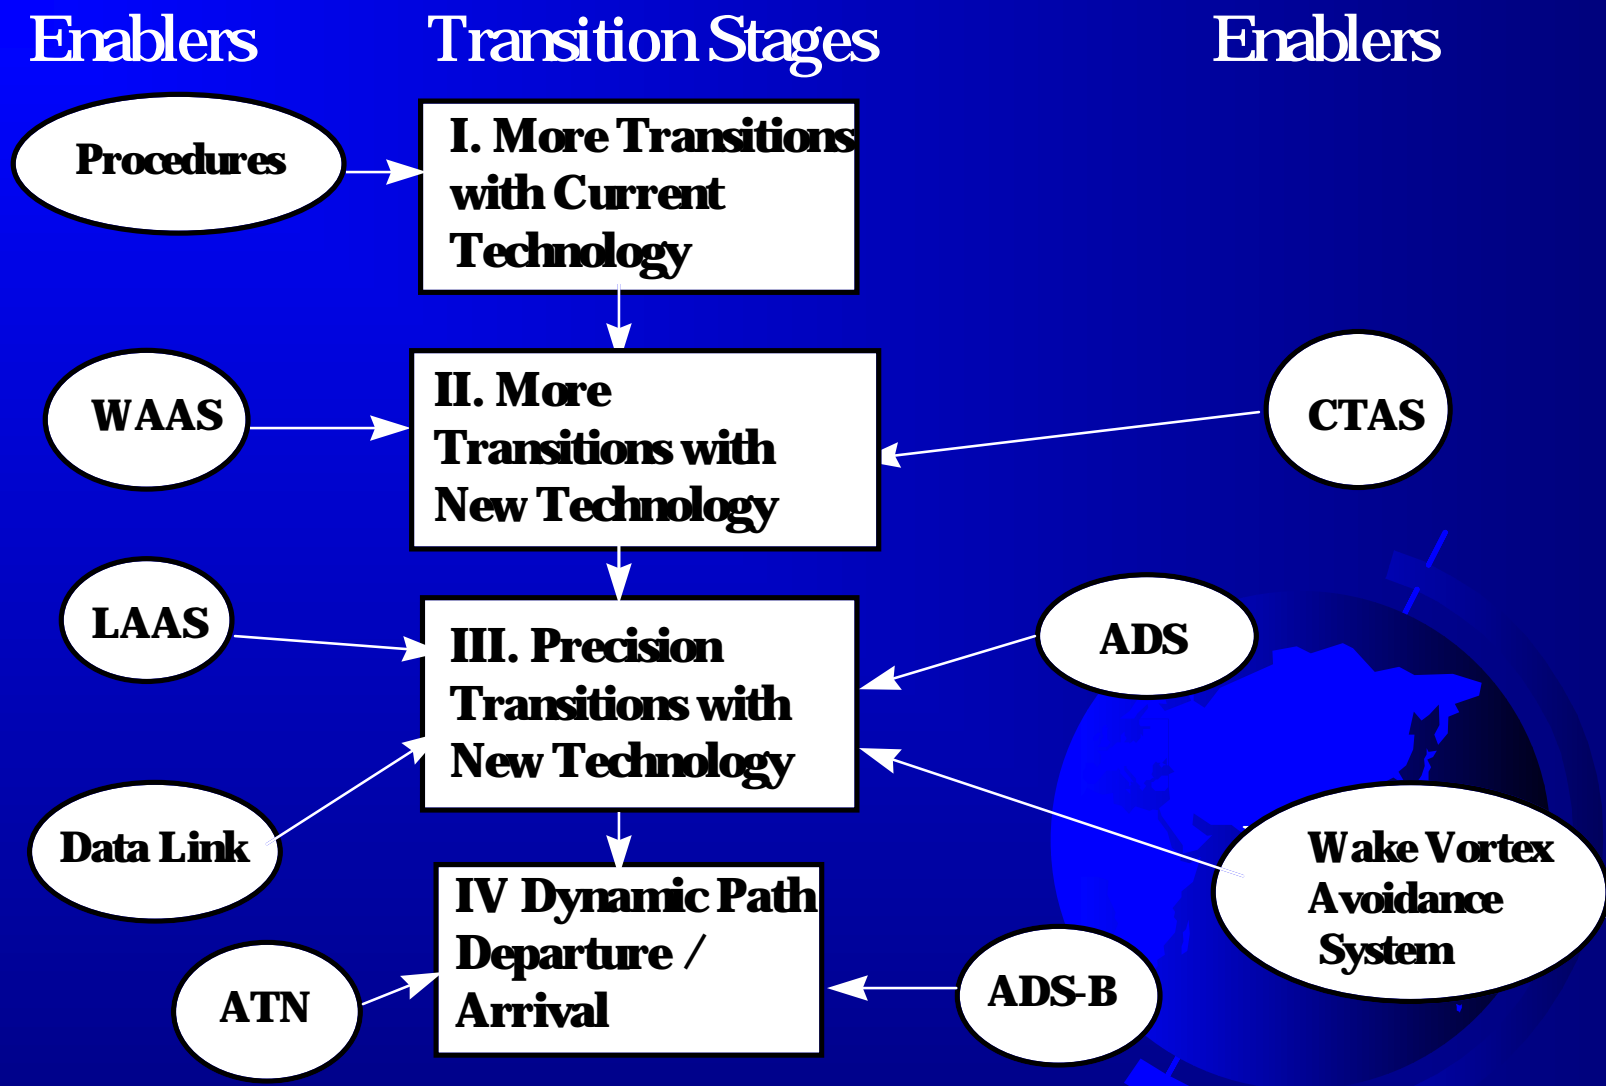 Enablers
Transition Stages
Enablers
Procedures
I. More Transitions
with Current
Technology
WAAS
II. More
Transitions with
New Technology
CTAS
LAAS
III. Precision
Transitions with
New Technology
ADS
Data Link
Wake Vortex
Avoidance
System
IV Dynamic Path
Departure /
Arrival
ATN
ADS-B